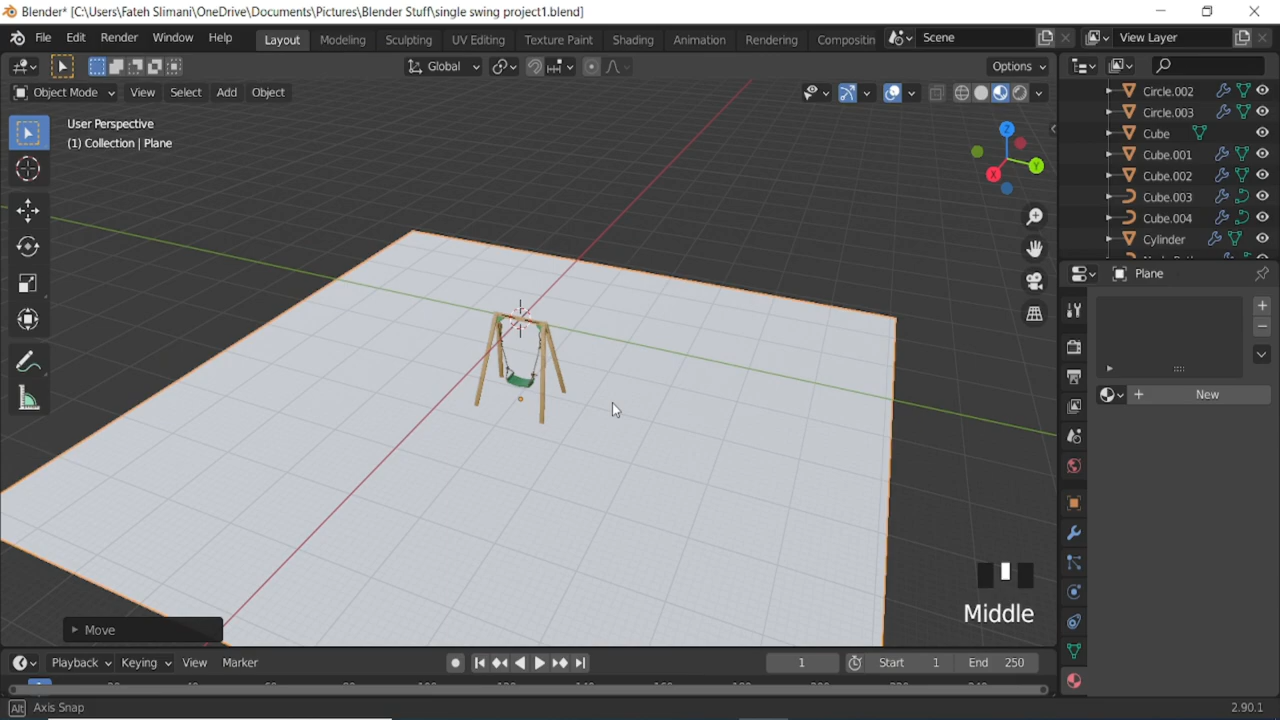 Blender* [C:\Users\Fateh Slimani\OneDrive\Documents\Pictures\Blender Stuff\single swing project1.blend]
File Edit Render Window Help Layout Modeling Sculpting UV Editing Texture Paint Shading Animation Rendering Compositin Scene View Layer
Global Options
Object Mode View Select Add Object
User Perspective
(1) Collection | Plane
Circle.002
Circle.003
Cube
Cube.001
Cube.002
Cube.003
Cube.004
Cylinder
Plane
New
Z
Y
X
Middle
Move
Playback Keying View Marker 1 Start 1 End 250
Alt Axis Snap 2.90.1